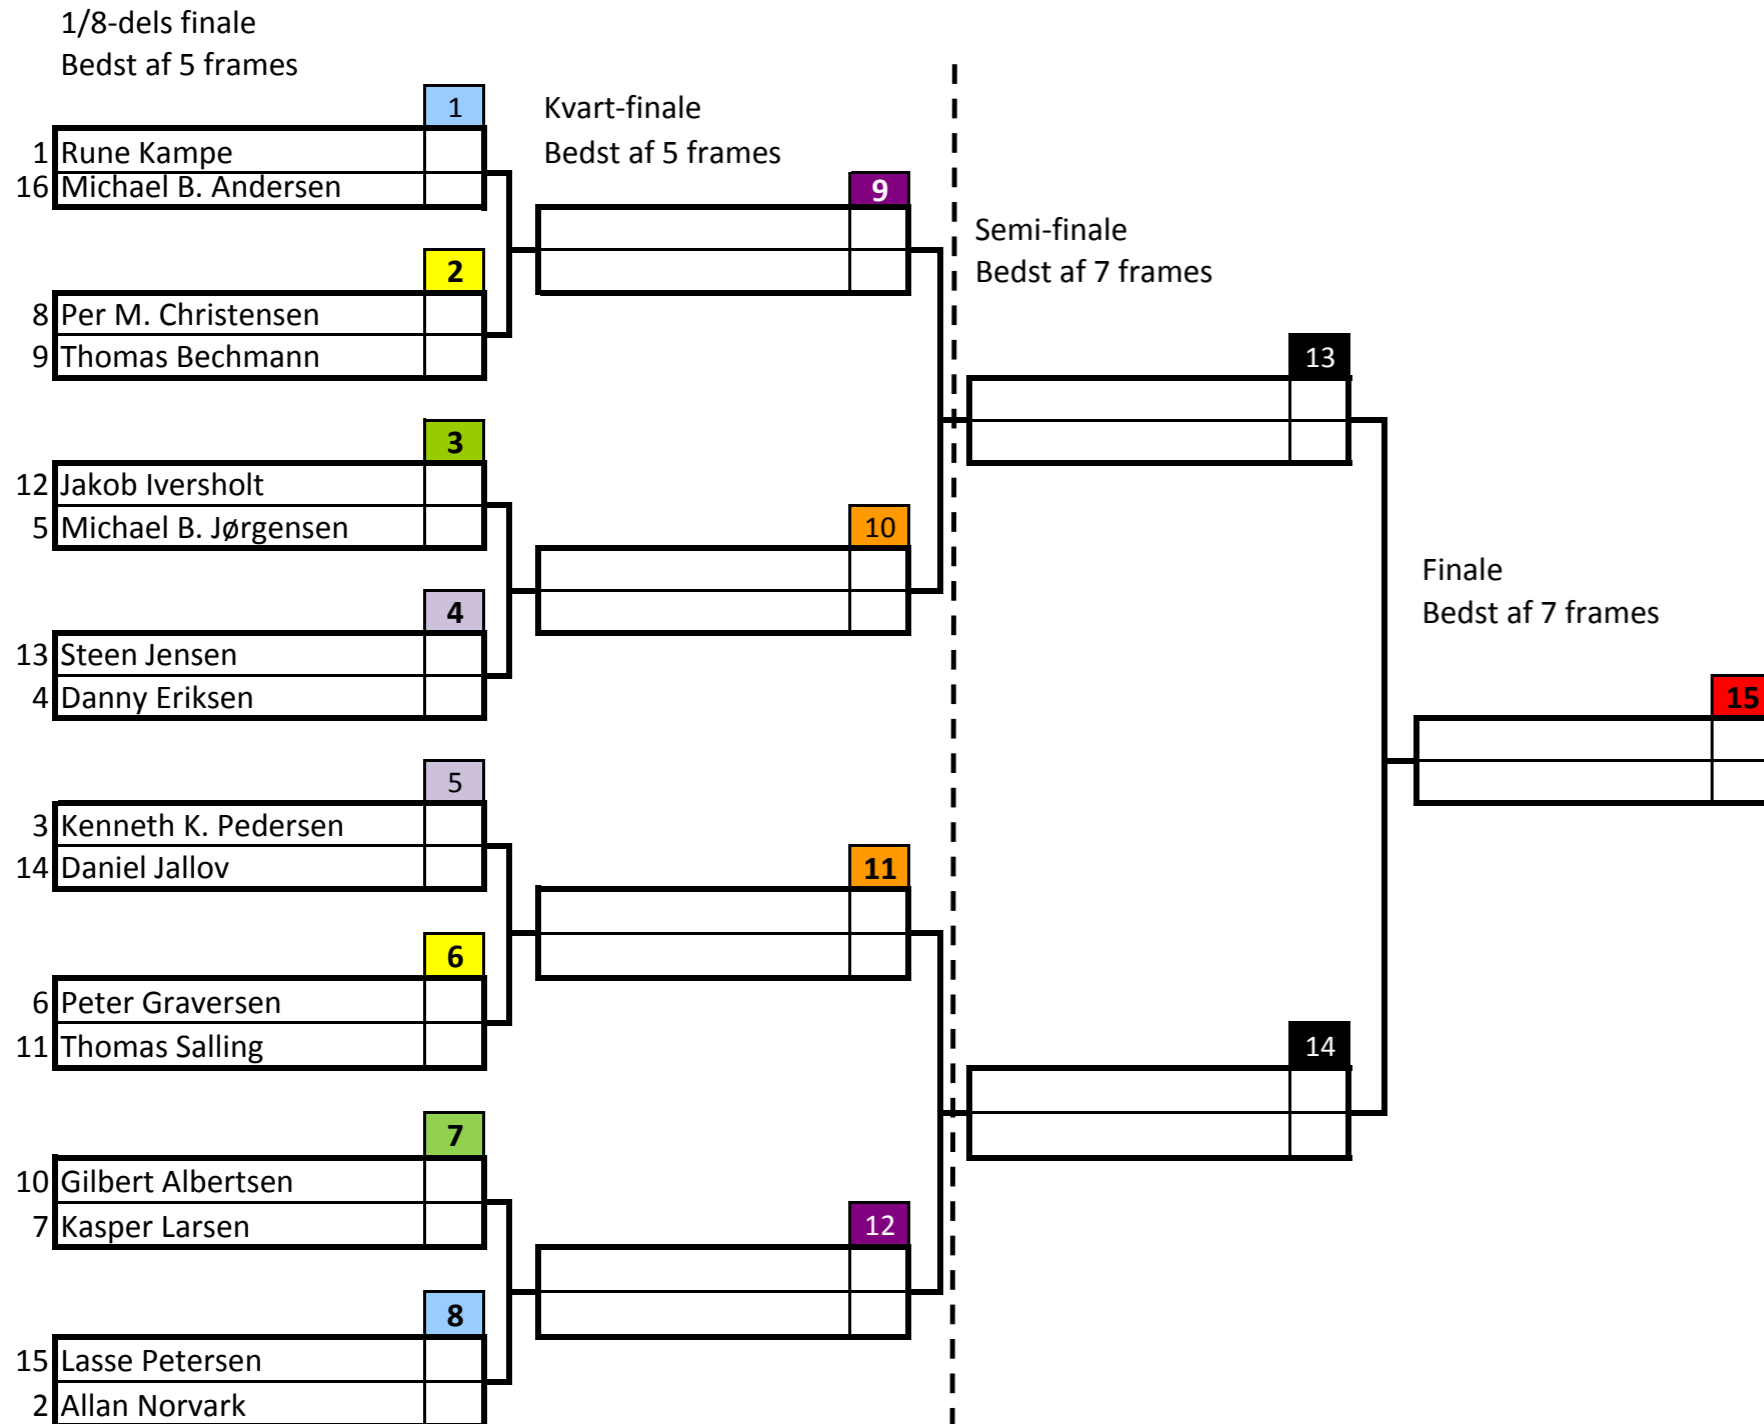 1/8-dels finale
Bedst af 5 frames
1
1 Rune Kampe
16 Michael B. Andersen
2
8 Per M. Christensen
9 Thomas Bechmann
3
12 Jakob Iversholt
5 Michael B. Jørgensen
4
13 Steen Jensen
4 Danny Eriksen
5
3 Kenneth K. Pedersen
14 Daniel Jallov
6
6 Peter Graversen
11 Thomas Salling
7
10 Gilbert Albertsen
7 Kasper Larsen
8
15 Lasse Petersen
2 Allan Norvark
Kvart-finale
Bedst af 5 frames
9
10
11
12
Semi-finale
Bedst af 7 frames
13
14
Finale
Bedst af 7 frames
15